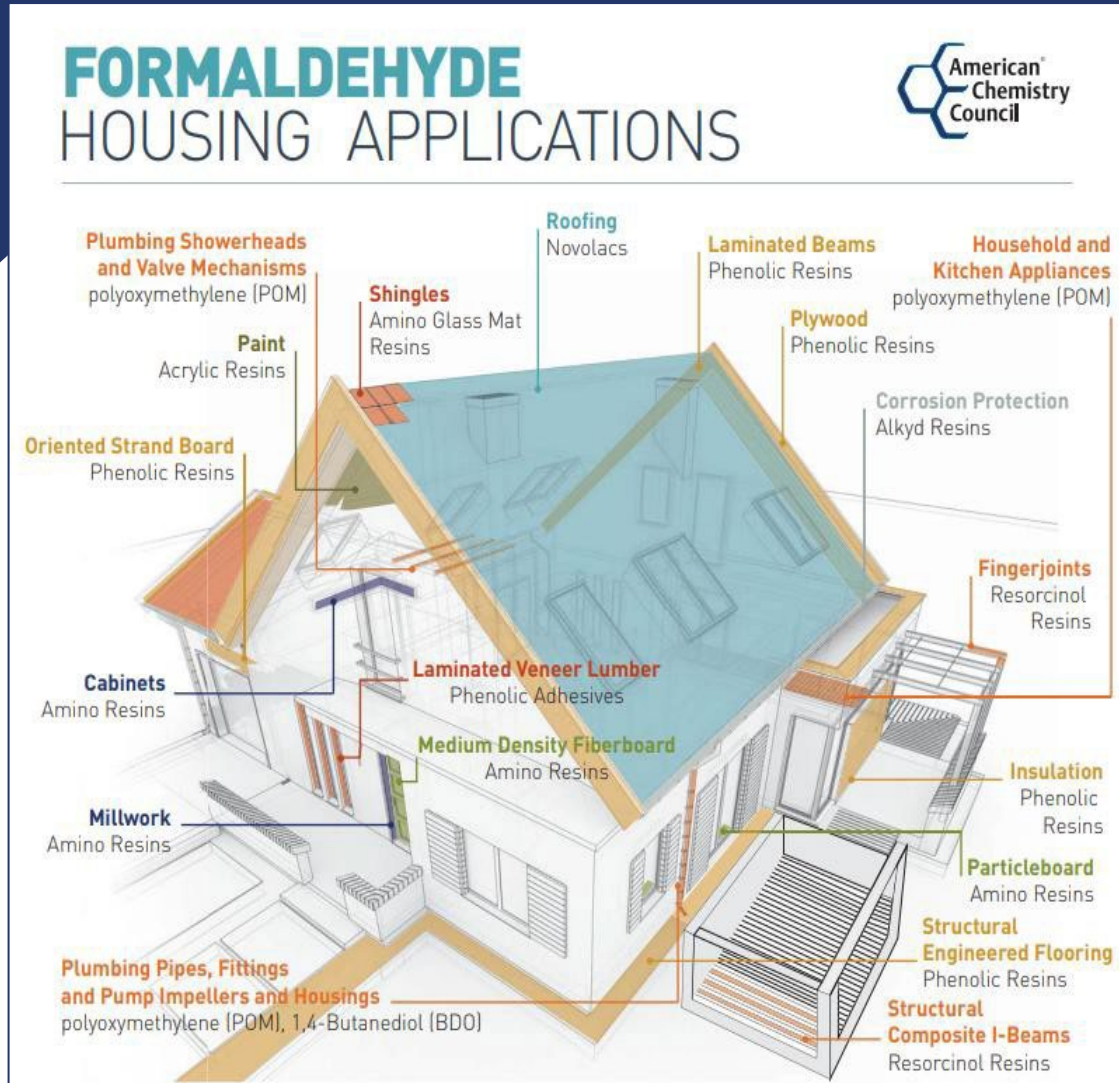 FORMALDEHYDE
HOUSING APPLICATIONS
American®
Chemistry
Council
Plumbing Showerheads
and Valve Mechanisms
polyoxymethylene (POM)
Roofing
Novolacs
Laminated Beams
Phenolic Resins
Household and
Kitchen Appliances
polyoxymethylene (POM)
Shingles
Amino Glass Mat
Resins
Paint
Acrylic Resins
Plywood
Phenolic Resins
Corrosion Protection
Alkyd Resins
Oriented Strand Board
Phenolic Resins
Fingerjoints
Resorcinol
Resins
Cabinets
Amino Resins
Laminated Veneer Lumber
Phenolic Adhesives
Medium Density Fiberboard
Amino Resins
Insulation
Phenolic
Resins
Millwork
Amino Resins
Particleboard
Amino Resins
Structural
Engineered Flooring
Phenolic Resins
Plumbing Pipes, Fittings
and Pump Impellers and Housings
polyoxymethylene (POM), 1,4-Butanediol (BDO)
Structural
Composite I-Beams
Resorcinol Resins